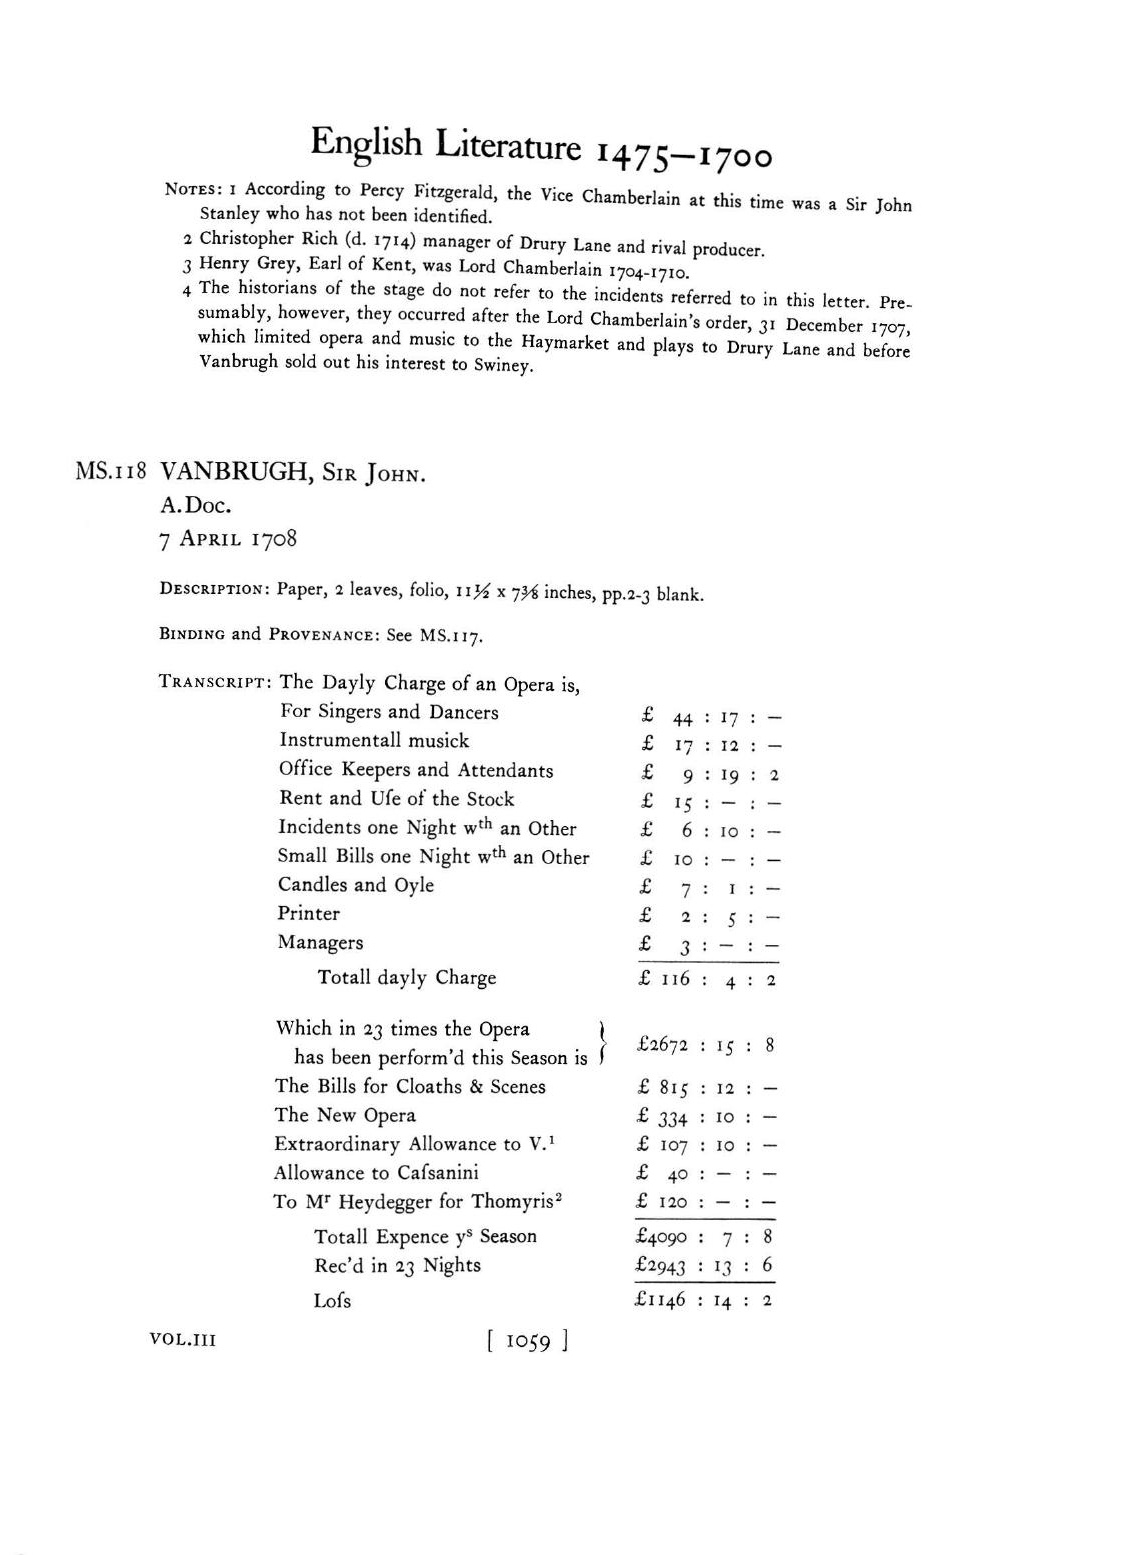 English Literature 1475—1700
NOTES: 1 According to Percy Fitzgerald, the Vice Chamberlain at this time was a Sir John
Stanley who has not been identified.
2 Christopher Rich (d. 1714) manager of Drury Lane and rival producer.
3 Henry Grey, Earl of Kent, was Lord Chamberlain 1704-1710.
4 The historians of the stage do not refer to the incidents referred to in this letter. Pre-
sumably, however, they occurred after the Lord Chamberlain's order, 31 December 1707,
which limited opera and music to the Haymarket and plays to Drury Lane and before
Vanbrugh sold out his interest to Swiney.
MS.118 VANBRUGH, SIR JOHN.
A.Doc.
7 APRIL 1708
DESCRIPTION: Paper, 2 leaves, folio, 11½ x 7⅜ inches, pp.2-3 blank.
BINDING and PROVENANCE: See MS.117.
TRANSCRIPT: The Dayly Charge of an Opera is,
For Singers and Dancers £ 44 : 17 : —
Instrumentall musick £ 17 : 12 : —
Office Keepers and Attendants £ 9 : 19 : 2
Rent and Uſe of the Stock £ 15 : — : —
Incidents one Night wth an Other £ 6 : 10 : —
Small Bills one Night wth an Other £ 10 : — : —
Candles and Oyle £ 7 : 1 : —
Printer £ 2 : 5 : —
Managers £ 3 : — : —
Totall dayly Charge £ 116 : 4 : 2
Which in 23 times the Opera
has been perform'd this Season is } £2672 : 15 : 8
The Bills for Cloaths & Scenes £ 815 : 12 : —
The New Opera £ 334 : 10 : —
Extraordinary Allowance to V.¹ £ 107 : 10 : —
Allowance to Caſsanini £ 40 : — : —
To Mr Heydegger for Thomyris² £ 120 : — : —
Totall Expence ys Season £4090 : 7 : 8
Rec'd in 23 Nights £2943 : 13 : 6
Loſs £1146 : 14 : 2
VOL.III [ 1059 ]